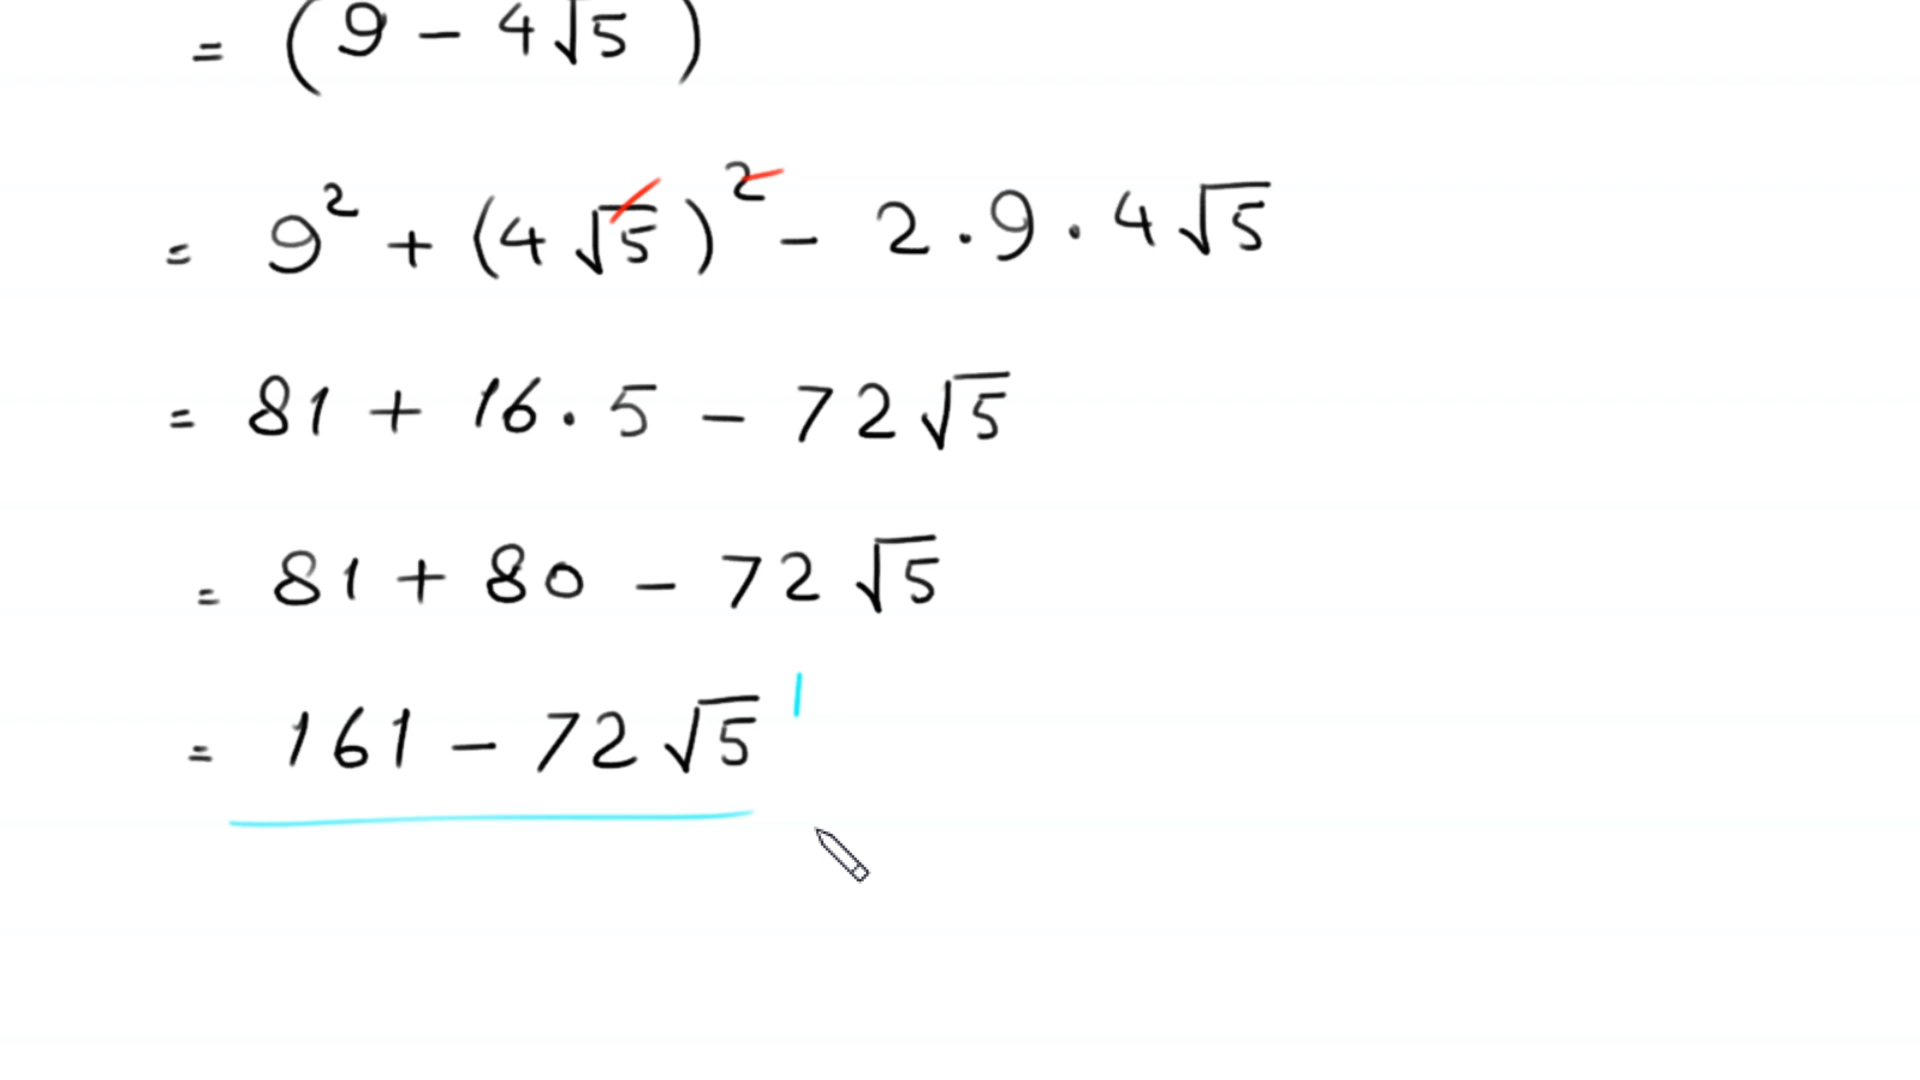 = (9 - 4√5)
= 9² + (4√5)² - 2·9·4√5
= 81 + 16·5 - 72√5
= 81 + 80 - 72√5
= 161 - 72√5